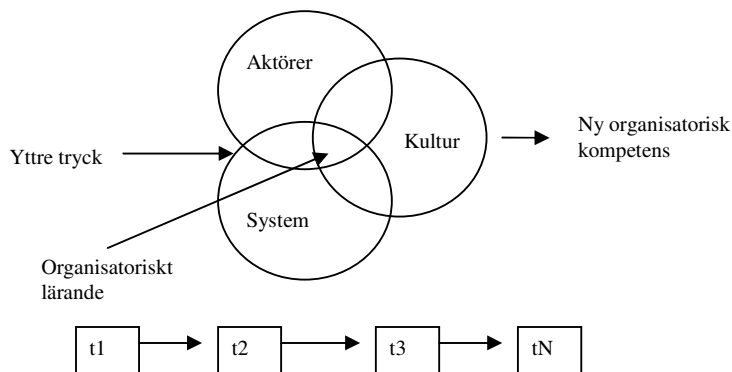 Aktörer
Kultur
Ny organisatorisk
kompetens
Yttre tryck
System
Organisatoriskt
lärande
t1
t2
t3
tN